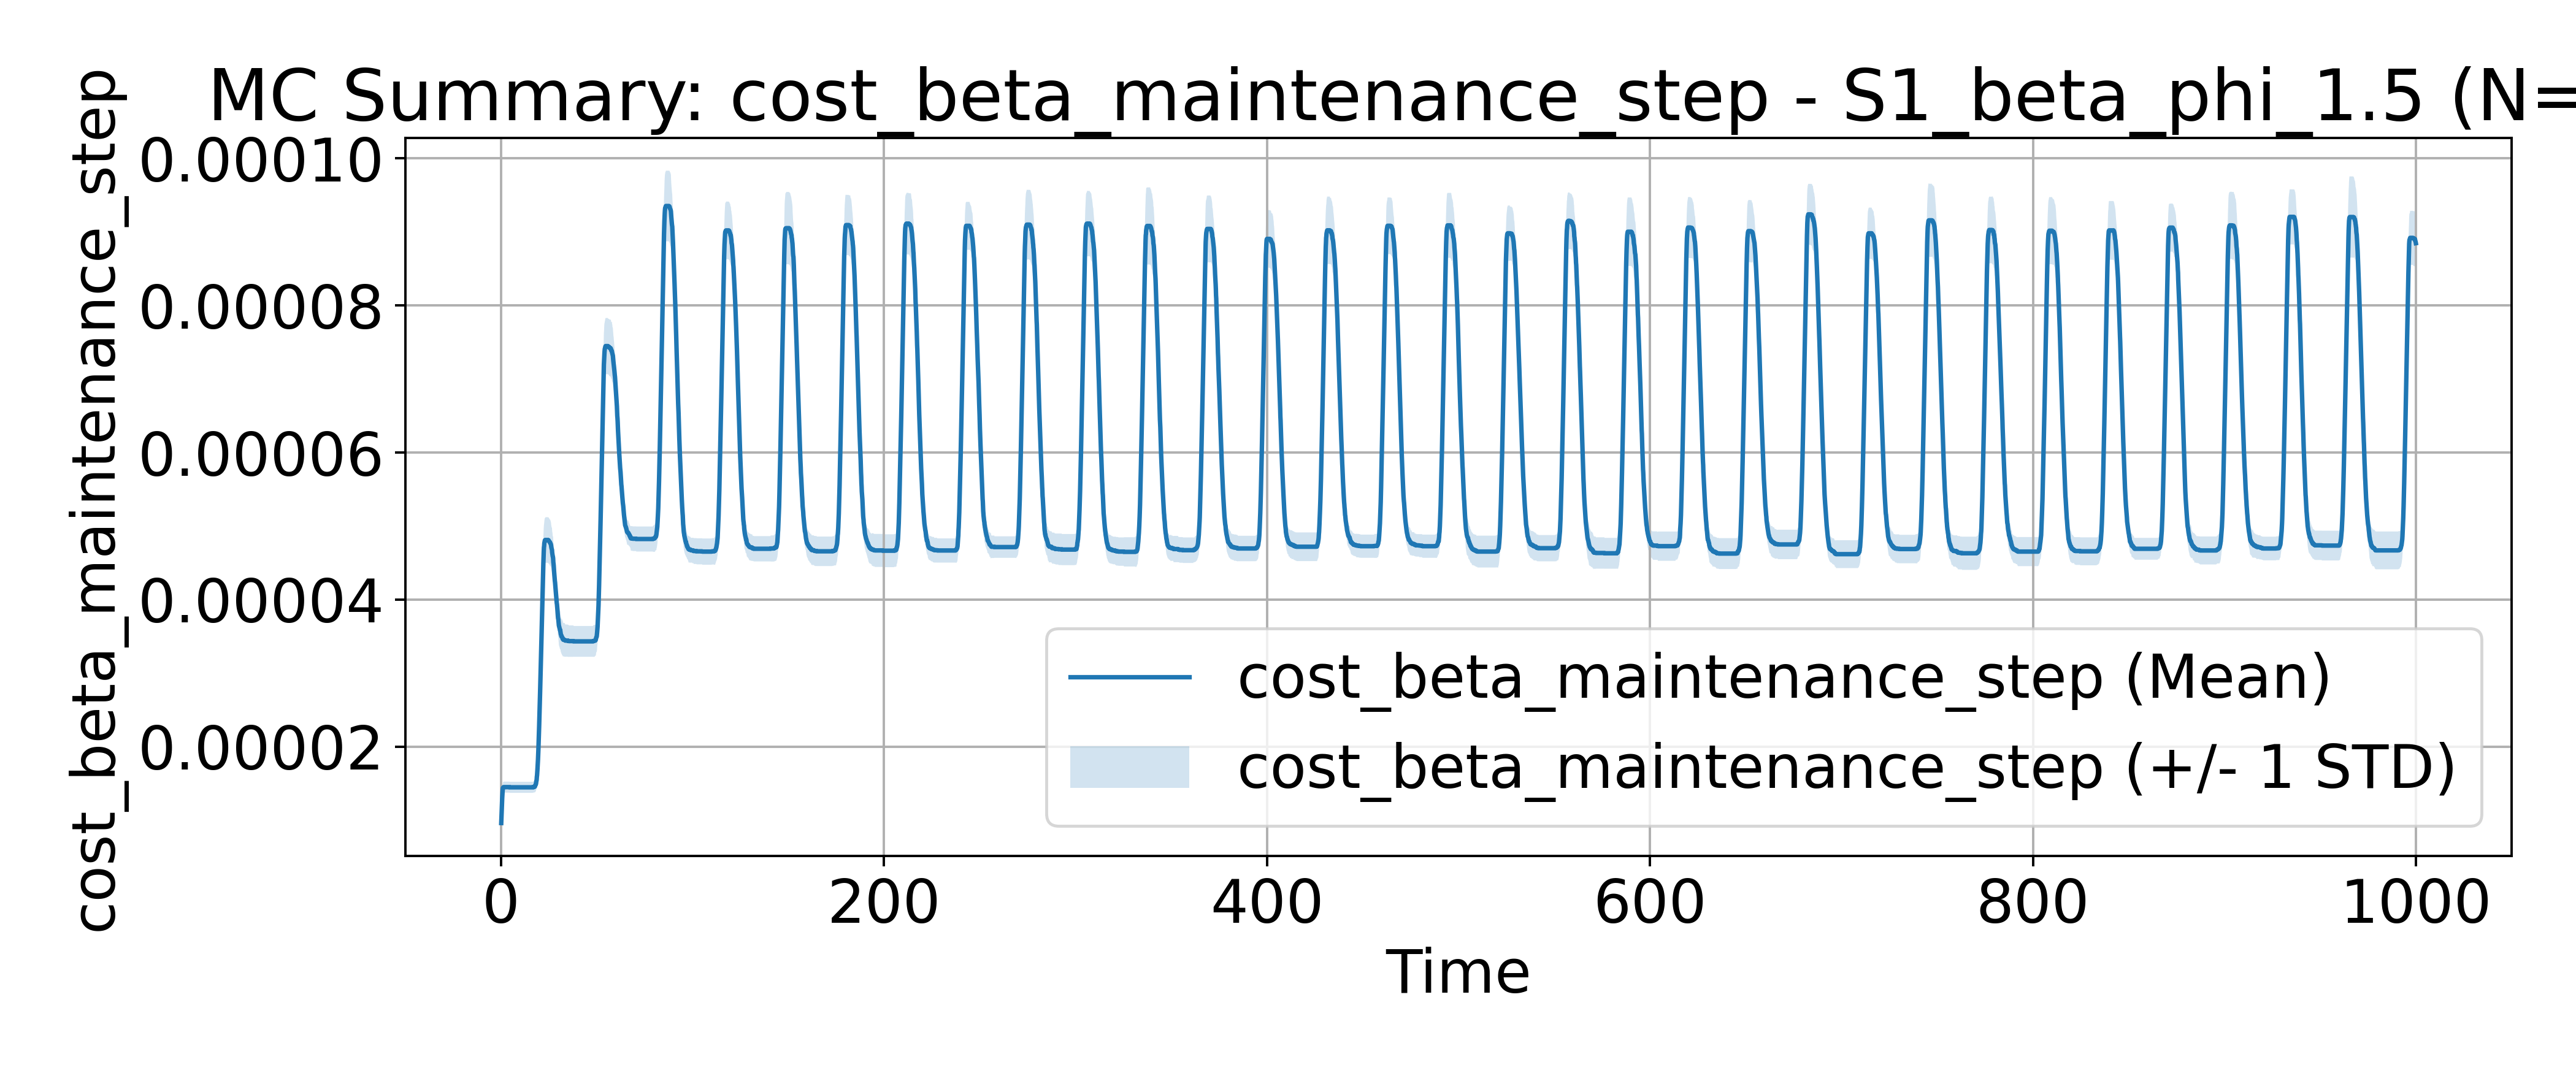 MC Summary: cost_beta_maintenance_step - S1_beta_phi_1.5 (N=
cost_beta_maintenance_step
0.00010
0.00008
0.00006
0.00004
0.00002
cost_beta_maintenance_step (Mean)
cost_beta_maintenance_step (+/- 1 STD)
0 200 400 600 800 1000
Time